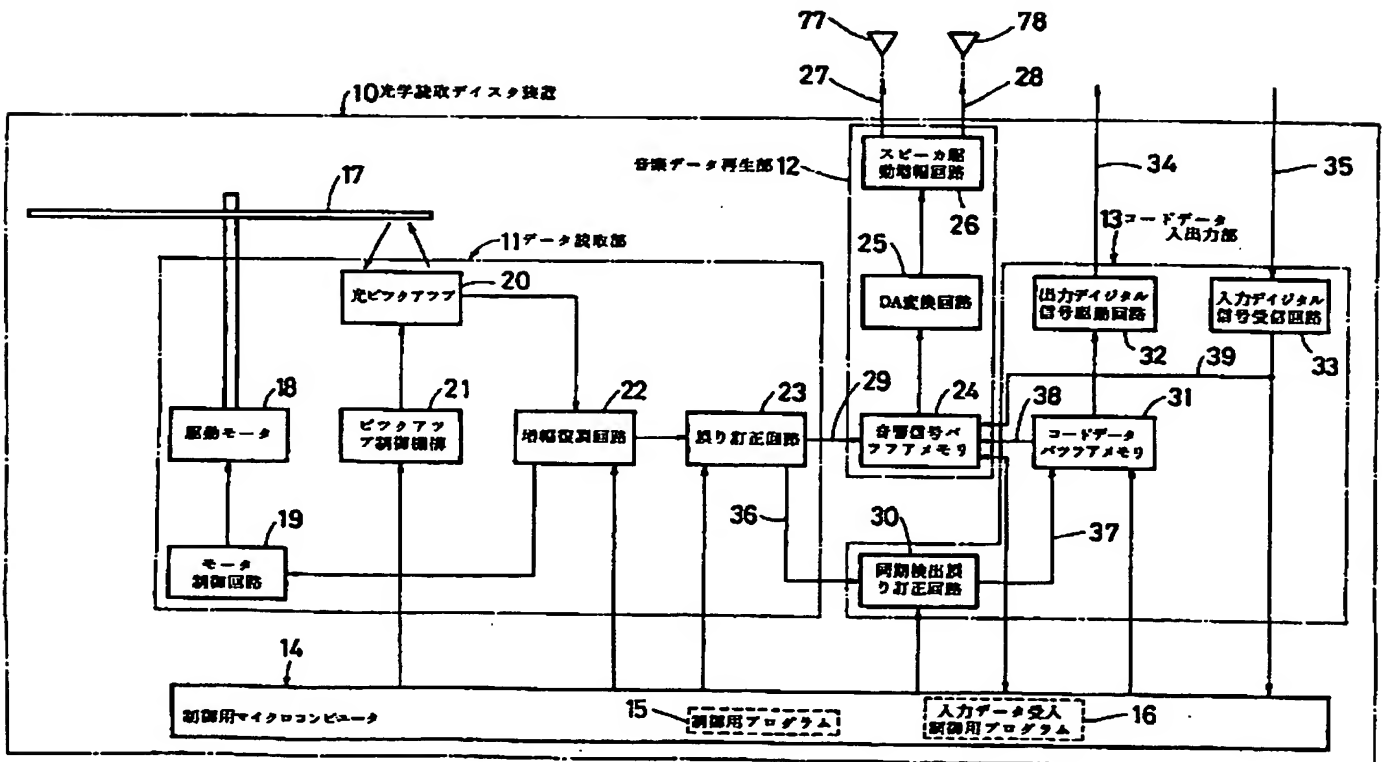 77
78
27
28
10光学読取ディスク装置
音楽データ再生部12
スピーカ駆
動増幅回路
26
34
35
17
13コードデータ
入出力部
11データ読取部
25
DA変換回路
光ピックアップ
20
出力デイジタル
信号駆動回路
32
入力デイジタル
信号受信回路
33
39
18
駆動モータ
21
ピックアッ
プ制御機構
22
増幅復調回路
23
誤り訂正回路
29
24
音響信号バ
ッフアメモリ
38
31
コードデータ
バッフアメモリ
36
30
同期検出誤
り訂正回路
37
19
モータ
制御回路
14
制御用マイクロコンピュータ
15
制御用プログラム
入力データ受入
制御用プログラム
16